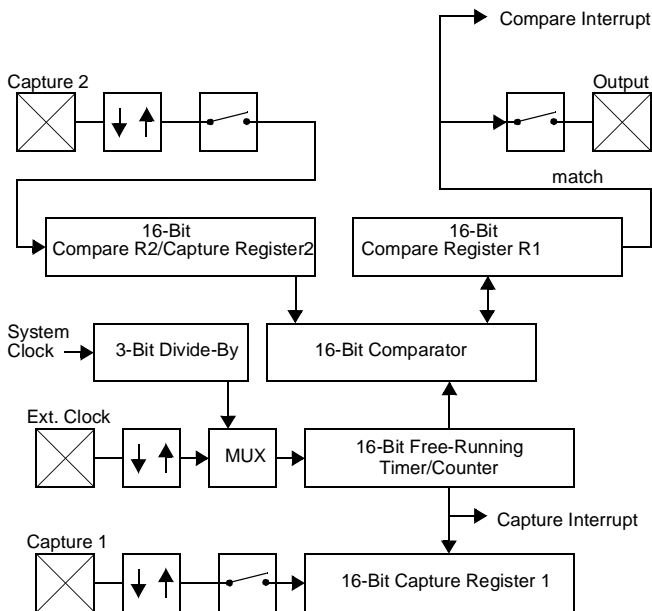 Compare Interrupt
Capture 2
Output
match
16-Bit
Compare R2/Capture Register2
16-Bit
Compare Register R1
System
Clock
3-Bit Divide-By
16-Bit Comparator
Ext. Clock
MUX
16-Bit Free-Running
Timer/Counter
Capture Interrupt
Capture 1
16-Bit Capture Register 1